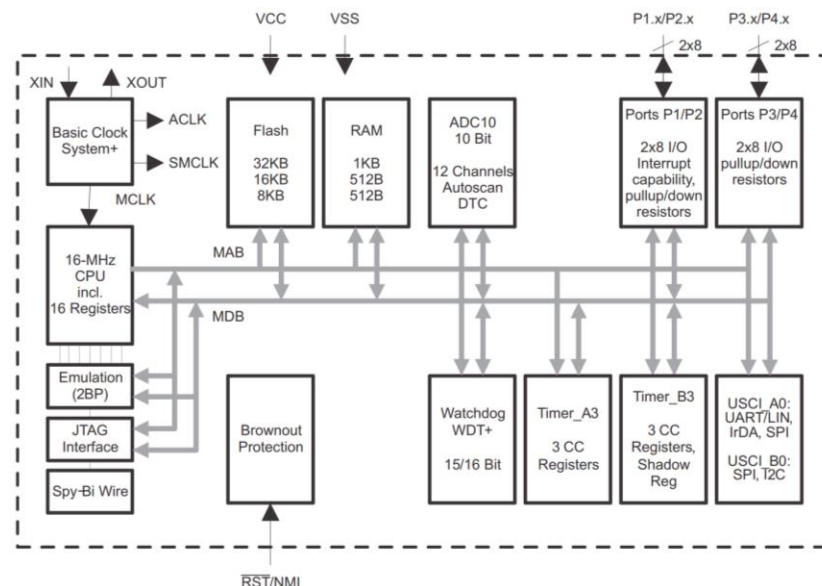 VCC
VSS
P1.x/P2.x
2x8
P3.x/P4.x
2x8
XIN
XOUT
Basic Clock
System+
ACLK
SMCLK
MCLK
Flash
32KB
16KB
8KB
RAM
1KB
512B
512B
ADC10
10 Bit
12 Channels
Autoscan
DTC
Ports P1/P2
2x8 I/O
Interrupt
capability,
pullup/down
resistors
Ports P3/P4
2x8 I/O
pullup/down
resistors
16-MHz
CPU
incl.
16 Registers
MAB
MDB
Emulation
(2BP)
JTAG
Interface
Spy-Bi Wire
Brownout
Protection
Watchdog
WDT+
15/16 Bit
Timer_A3
3 CC
Registers
Timer_B3
3 CC
Registers,
Shadow
Reg
USCI_A0:
UART/LIN,
IrDA, SPI
USCI_B0:
SPI, I2C
RST/NMI